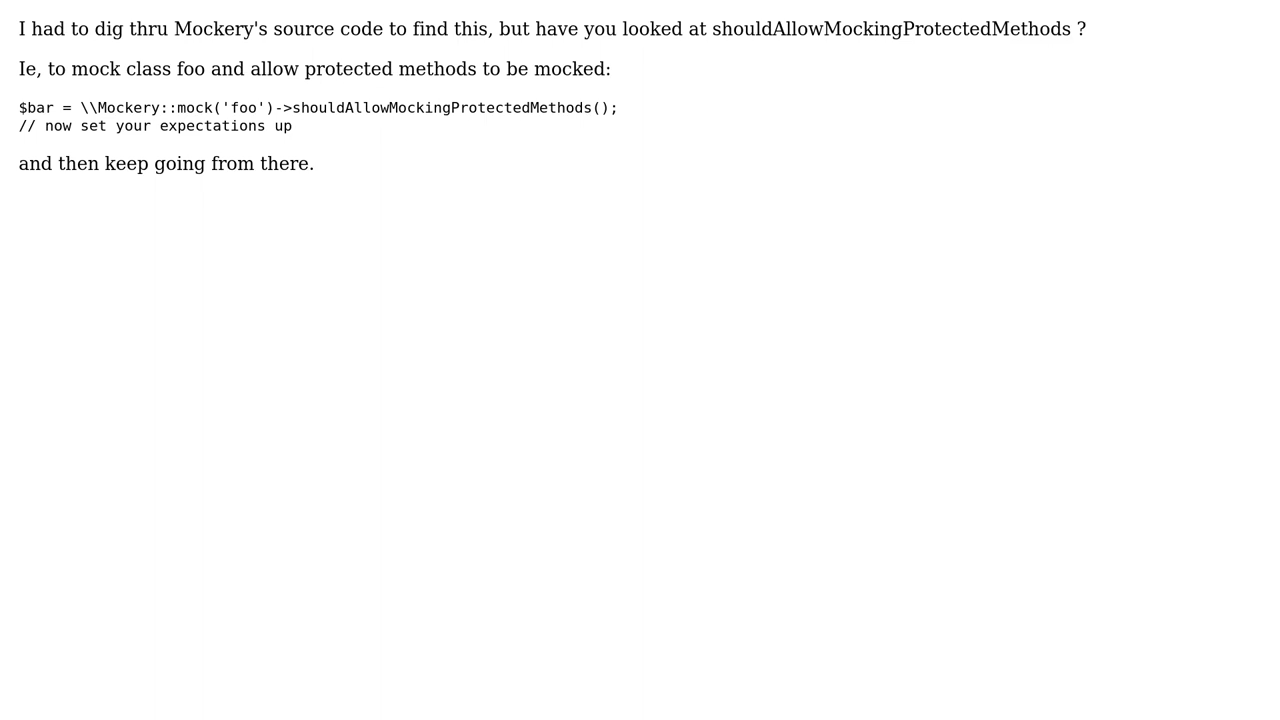 I had to dig thru Mockery's source code to find this, but have you looked at shouldAllowMockingProtectedMethods ?
Ie, to mock class foo and allow protected methods to be mocked:
$bar = \\Mockery::mock('foo')->shouldAllowMockingProtectedMethods();
// now set your expectations up
and then keep going from there.